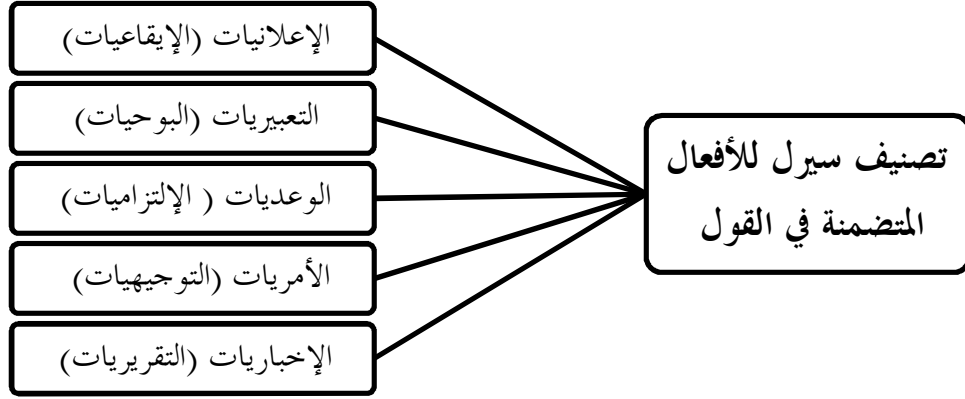 تصنيف سيرل للأفعال
المتضمنة في القول
الإعلانيات (الإيقاعيات)
التعبيريات (البوحيات)
الوعديات ( الإلتزاميات)
الأمريات (التوجيهيات)
الإخباريات (التقريريات)